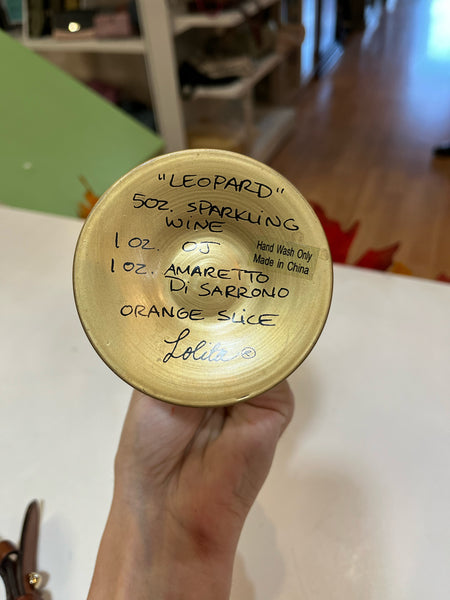 "LEOPARD"
5OZ. SPARKLING
WINE
1 OZ. OJ
1 OZ. AMARETTO
Di SARRONO
ORANGE SLICE
Lolita ®
Hand Wash Only
Made in China